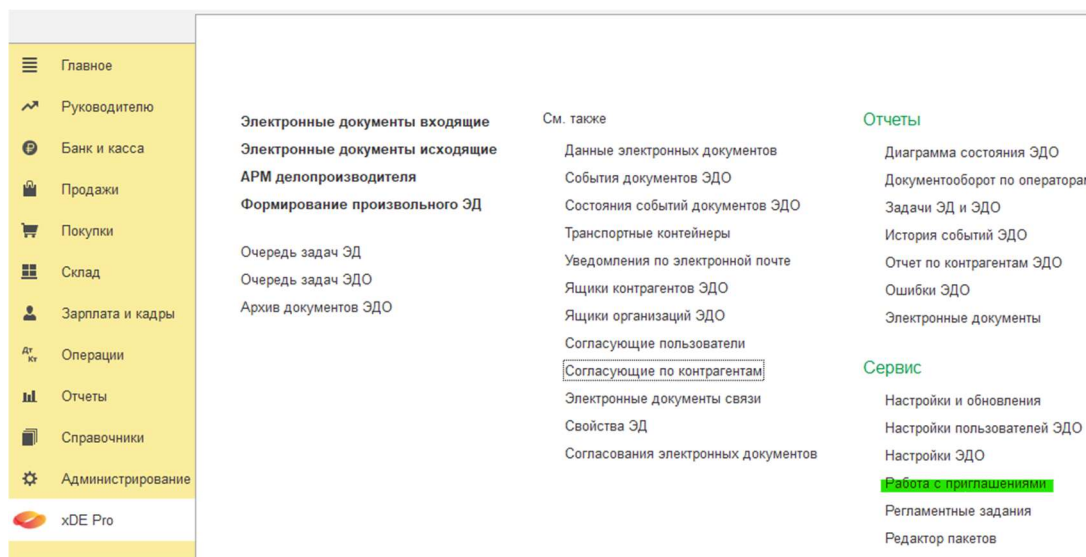 Главное
Руководителю
Банк и касса
Продажи
Покупки
Склад
Зарплата и кадры
Дт Кт
Операции
Отчеты
Справочники
Администрирование
xDE Pro
Электронные документы входящие
Электронные документы исходящие
АРМ делопроизводителя
Формирование произвольного ЭД
Очередь задач ЭД
Очередь задач ЭДО
Архив документов ЭДО
См. также
Данные электронных документов
События документов ЭДО
Состояния событий документов ЭДО
Транспортные контейнеры
Уведомления по электронной почте
Ящики контрагентов ЭДО
Ящики организаций ЭДО
Согласующие пользователи
Согласующие по контрагентам
Электронные документы связи
Свойства ЭД
Согласования электронных документов
Отчеты
Диаграмма состояния ЭДО
Документооборот по оператора
Задачи ЭД и ЭДО
История событий ЭДО
Отчет по контрагентам ЭДО
Ошибки ЭДО
Электронные документы
Сервис
Настройки и обновления
Настройки пользователей ЭДО
Настройки ЭДО
Работа с приглашениями
Регламентные задания
Редактор пакетов